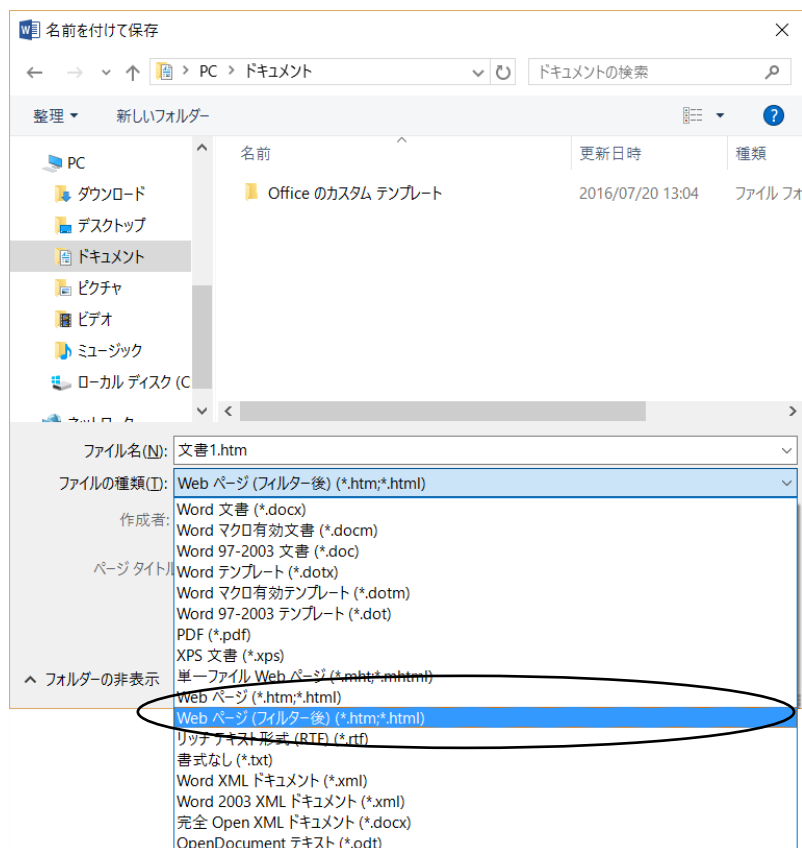 名前を付けて保存
PC > ドキュメント
ドキュメントの検索
整理
新しいフォルダー
名前
更新日時
種類
PC
ダウンロード
デスクトップ
ドキュメント
ピクチャ
ビデオ
ミュージック
ローカル ディスク (C
Office のカスタム テンプレート
2016/07/20 13:04
ファイル フォ
ファイル名(N): 文書1.htm
ファイルの種類(T): Web ページ (フィルター後) (*.htm;*.html)
作成者:
ページ タイトル
フォルダーの非表示
Word 文書 (*.docx)
Word マクロ有効文書 (*.docm)
Word 97-2003 文書 (*.doc)
Word テンプレート (*.dotx)
Word マクロ有効テンプレート (*.dotm)
Word 97-2003 テンプレート (*.dot)
PDF (*.pdf)
XPS 文書 (*.xps)
単一ファイル Web ページ (*.mht;*.mhtml)
Web ページ (*.htm;*.html)
Web ページ (フィルター後) (*.htm;*.html)
リッチ テキスト形式 (RTF) (*.rtf)
書式なし (*.txt)
Word XML ドキュメント (*.xml)
Word 2003 XML ドキュメント (*.xml)
完全 Open XML ドキュメント (*.docx)
OpenDocument テキスト (*.odt)